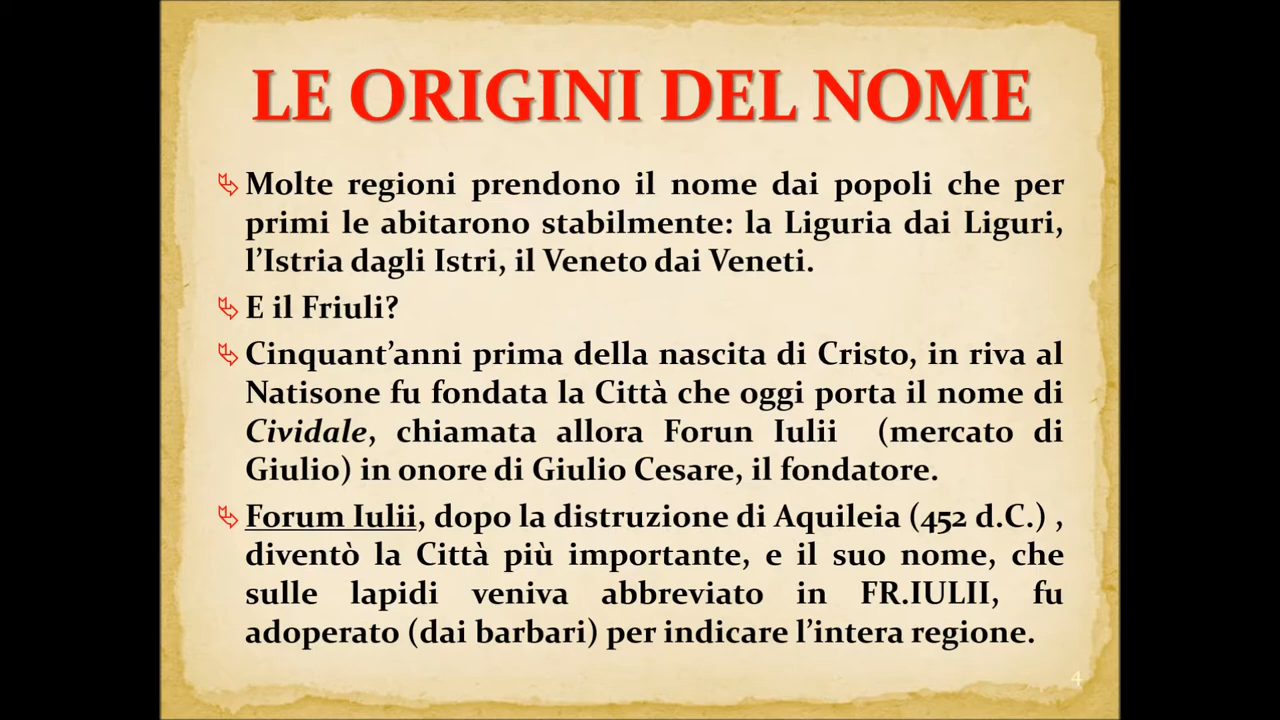 LE ORIGINI DEL NOME
Molte regioni prendono il nome dai popoli che per
primi le abitarono stabilmente: la Liguria dai Liguri,
l’Istria dagli Istri, il Veneto dai Veneti.
E il Friuli?
Cinquant’anni prima della nascita di Cristo, in riva al
Natisone fu fondata la Città che oggi porta il nome di
Cividale, chiamata allora Forun Iulii (mercato di
Giulio) in onore di Giulio Cesare, il fondatore.
Forum Iulii, dopo la distruzione di Aquileia (452 d.C.) ,
diventò la Città più importante, e il suo nome, che
sulle lapidi veniva abbreviato in FR.IULII, fu
adoperato (dai barbari) per indicare l’intera regione.
4